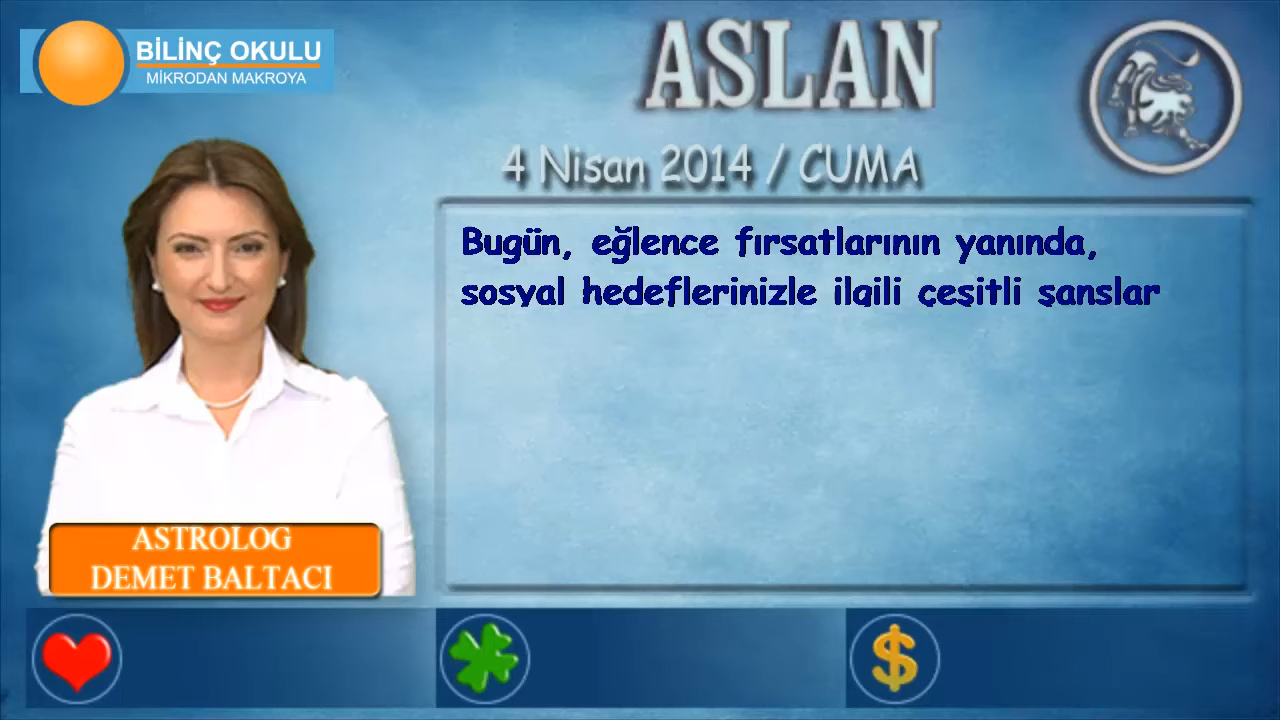 BİLİNÇ OKULU
MİKRODAN MAKROYA
ASLAN
4 Nisan 2014 / CUMA
Bugün, eğlence fırsatlarının yanında,
sosyal hedeflerinizle ilgili çeşitli şanslar
ASTROLOG
DEMET BALTACI